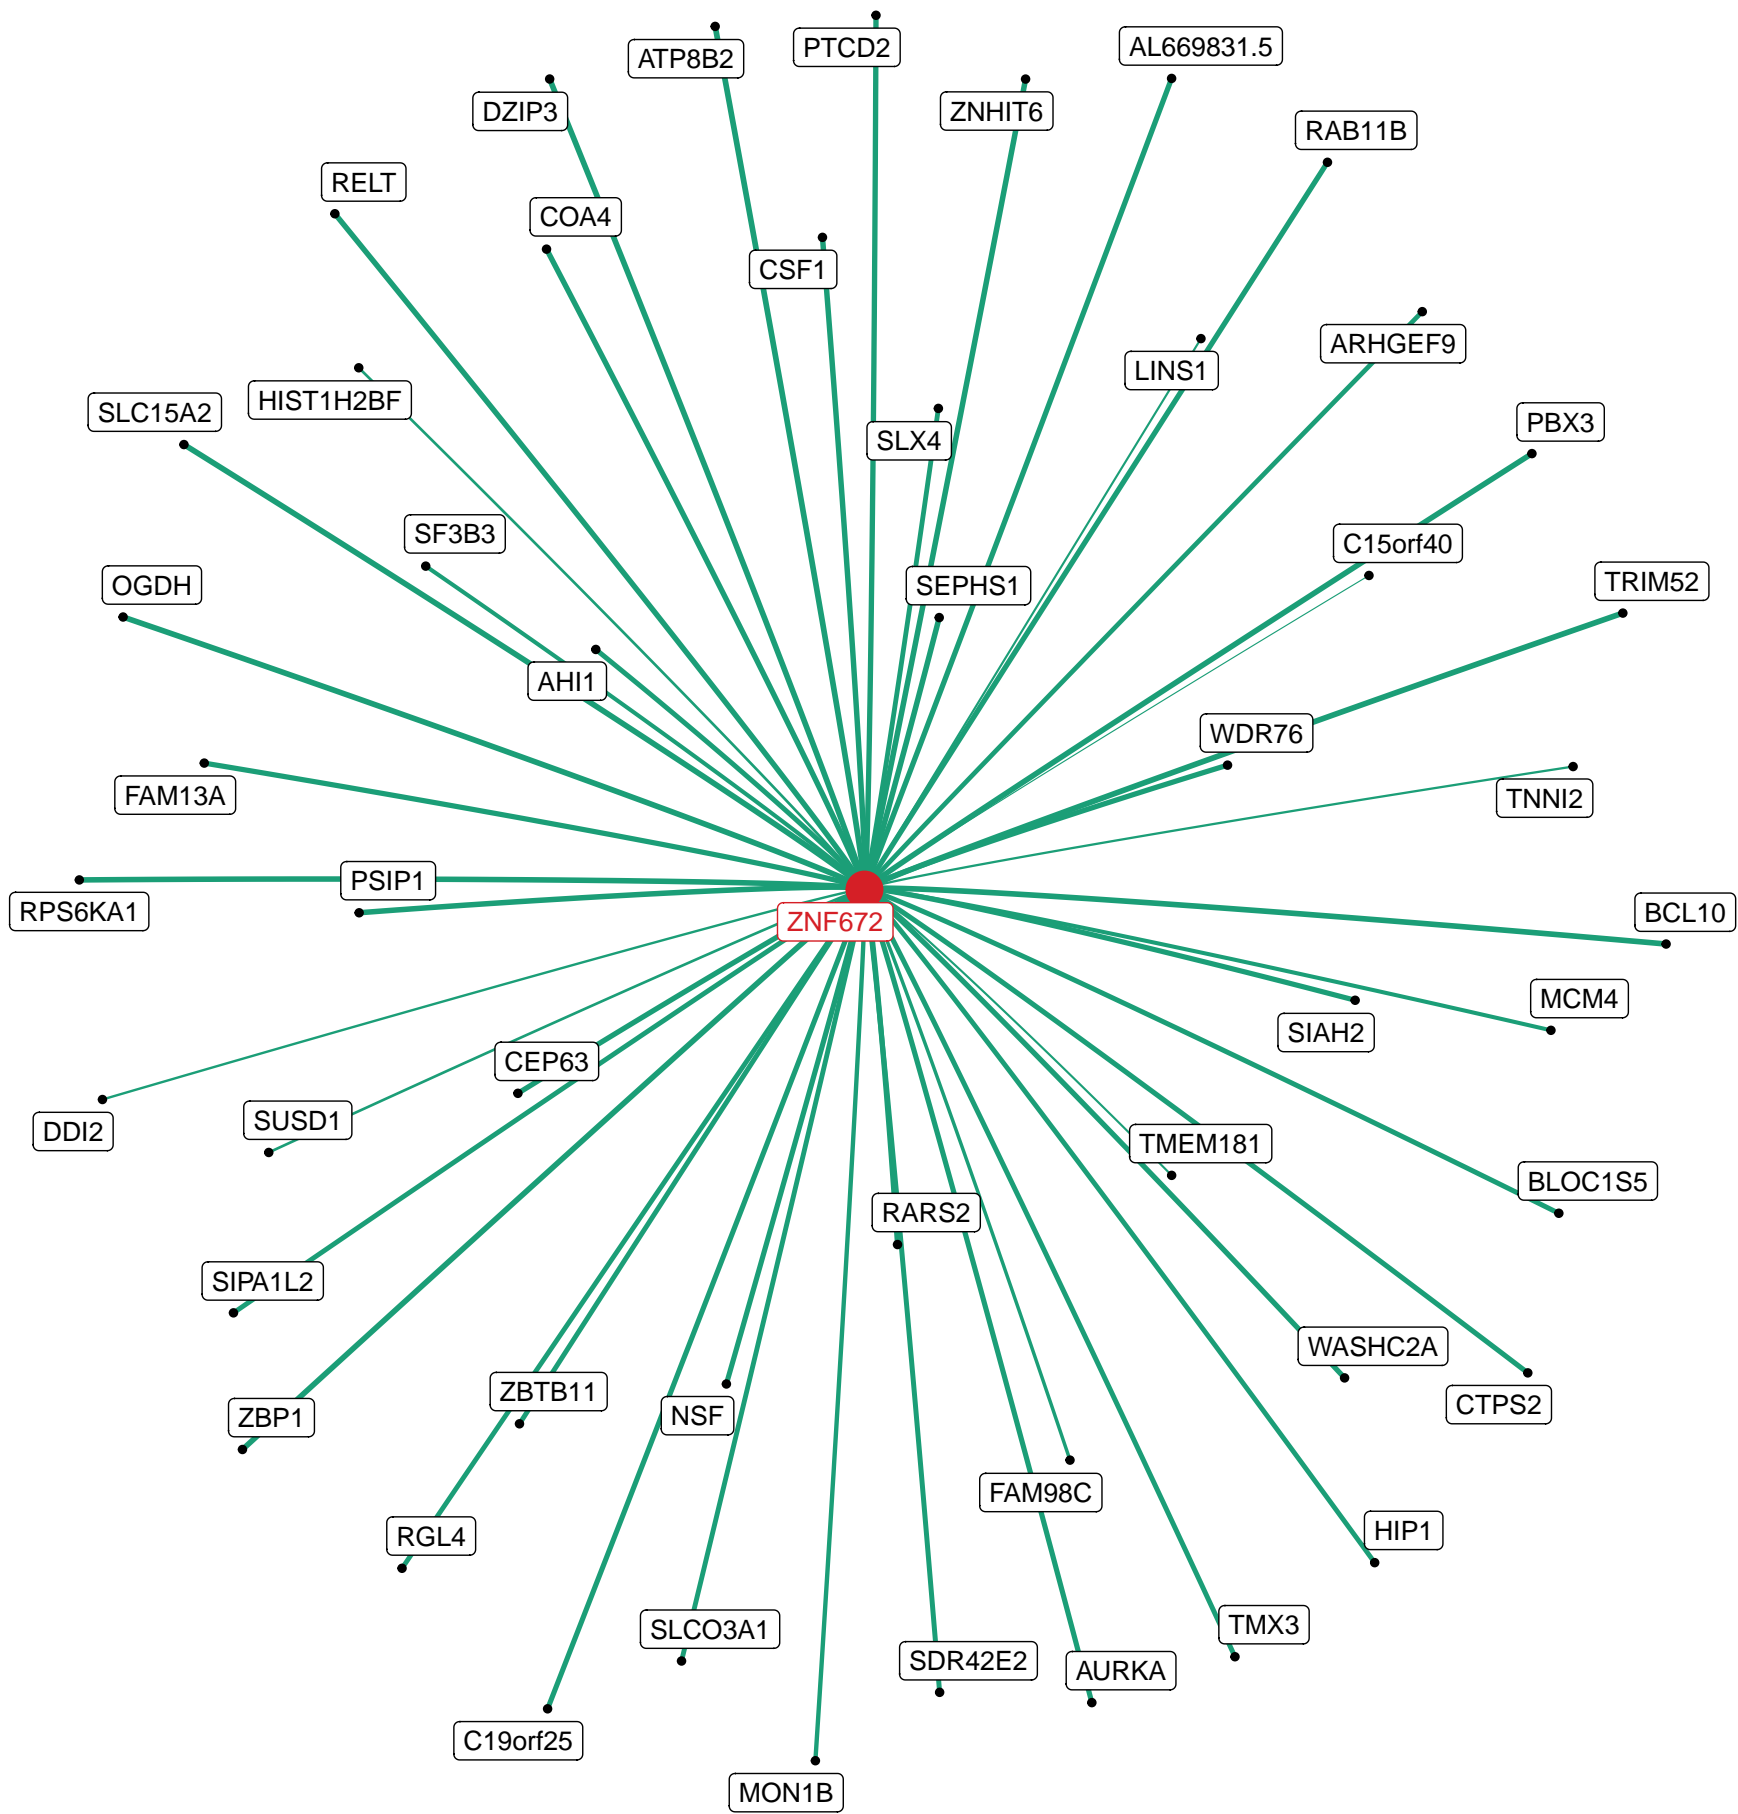 PTCD2
AL669831.5
ATP8B2
DZIP3
ZNHIT6
RAB11B
RELT
COA4
CSF1
ARHGEF9
LINS1
HIST1H2BF
SLC15A2
PBX3
SLX4
SF3B3
C15orf40
TRIM52
OGDH
SEPHS1
AHI1
WDR76
FAM13A
TNNI2
PSIP1
RPS6KA1
BCL10
ZNF672
MCM4
SIAH2
CEP63
SUSD1
DDI2
TMEM181
BLOC1S5
RARS2
SIPA1L2
WASHC2A
ZBTB11
CTPS2
NSF
ZBP1
FAM98C
HIP1
RGL4
TMX3
SLCO3A1
SDR42E2
AURKA
C19orf25
MON1B